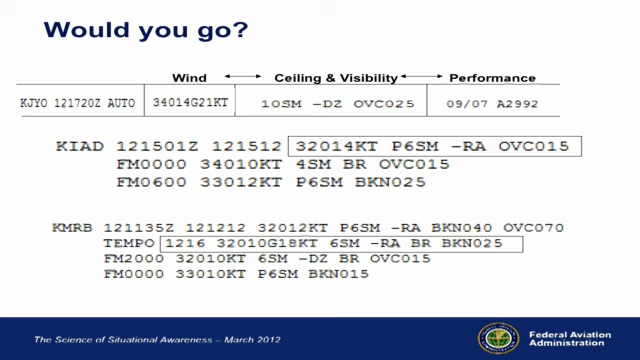 Would you go?
Wind Ceiling & Visibility Performance
KJYO 121720Z AUTO 34014G21KT 10SM -DZ OVC025 09/07 A2992
KIAD 121501Z 121512 32014KT P6SM -RA OVC015
FM0000 34010KT 4SM BR OVC015
FM0600 33012KT P6SM BKN025
KMRB 121135Z 121212 32012KT P6SM -RA BKN040 OVC070
TEMPO 1216 32010G18KT 6SM -RA BR BKN025
FM2000 32010KT 6SM -DZ BR OVC015
FM0000 33010KT P6SM BKN015
The Science of Situational Awareness – March 2012
Federal Aviation
Administration